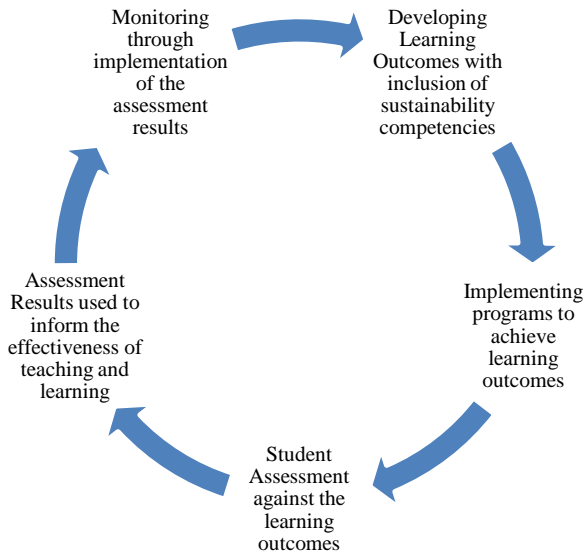 Monitoring
through
implementation
of the
assessment
results
Developing
Learning
Outcomes with
inclusion of
sustainability
competencies
Implementing
programs to
achieve
learning
outcomes
Student
Assessment
against the
learning
outcomes
Assessment
Results used to
inform the
effectiveness of
teaching and
learning